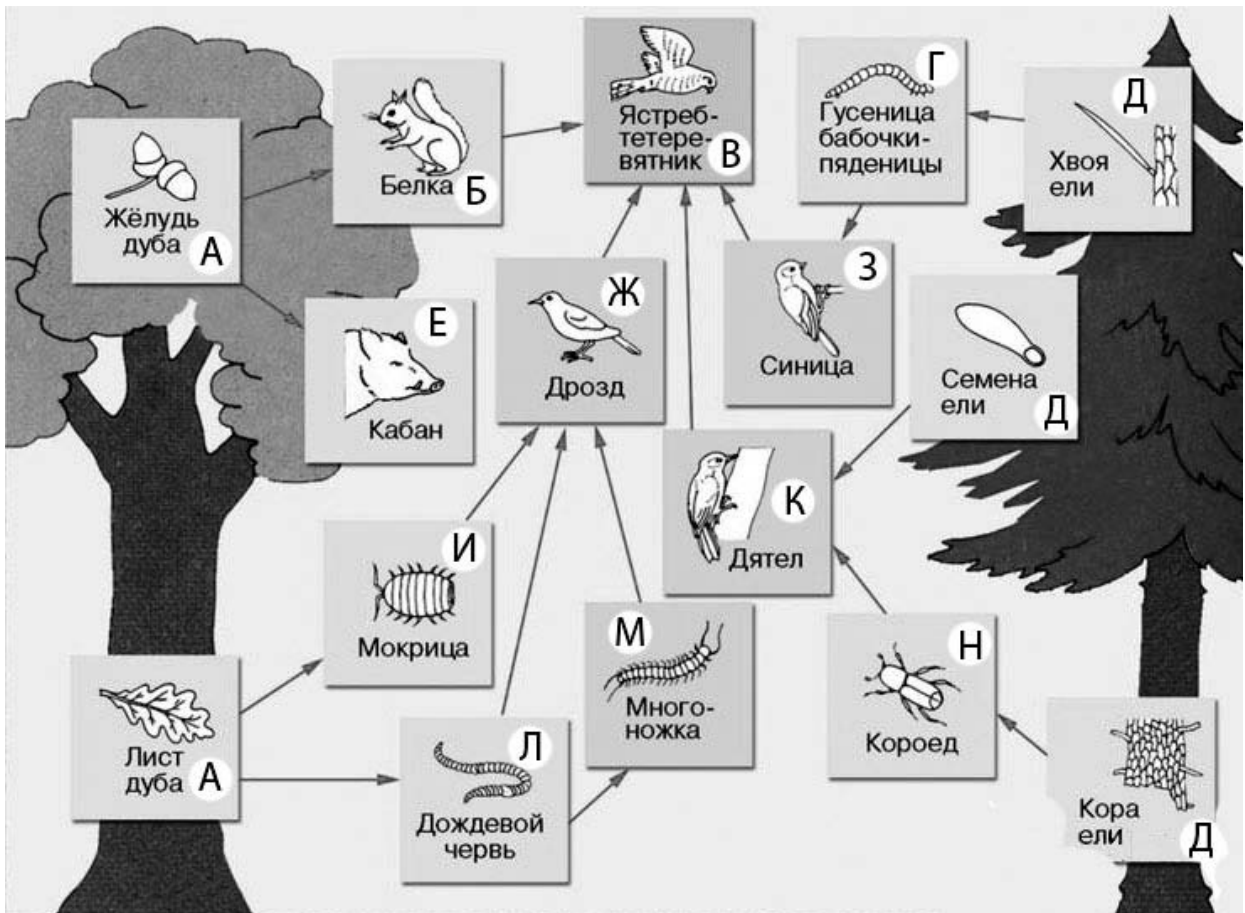 Жёлудь
дуба
А
Белка
Б
Ястреб-
тетере-
вятник
В
Г
Гусеница
бабочки-
пяденицы
Д
Хвоя
ели
Е
Кабан
Ж
Дрозд
З
Синица
Семена
ели
Д
И
Мокрица
К
Дятел
Лист
дуба
А
Л
Дождевой
червь
М
Много-
ножка
Н
Короед
Кора
ели
Д